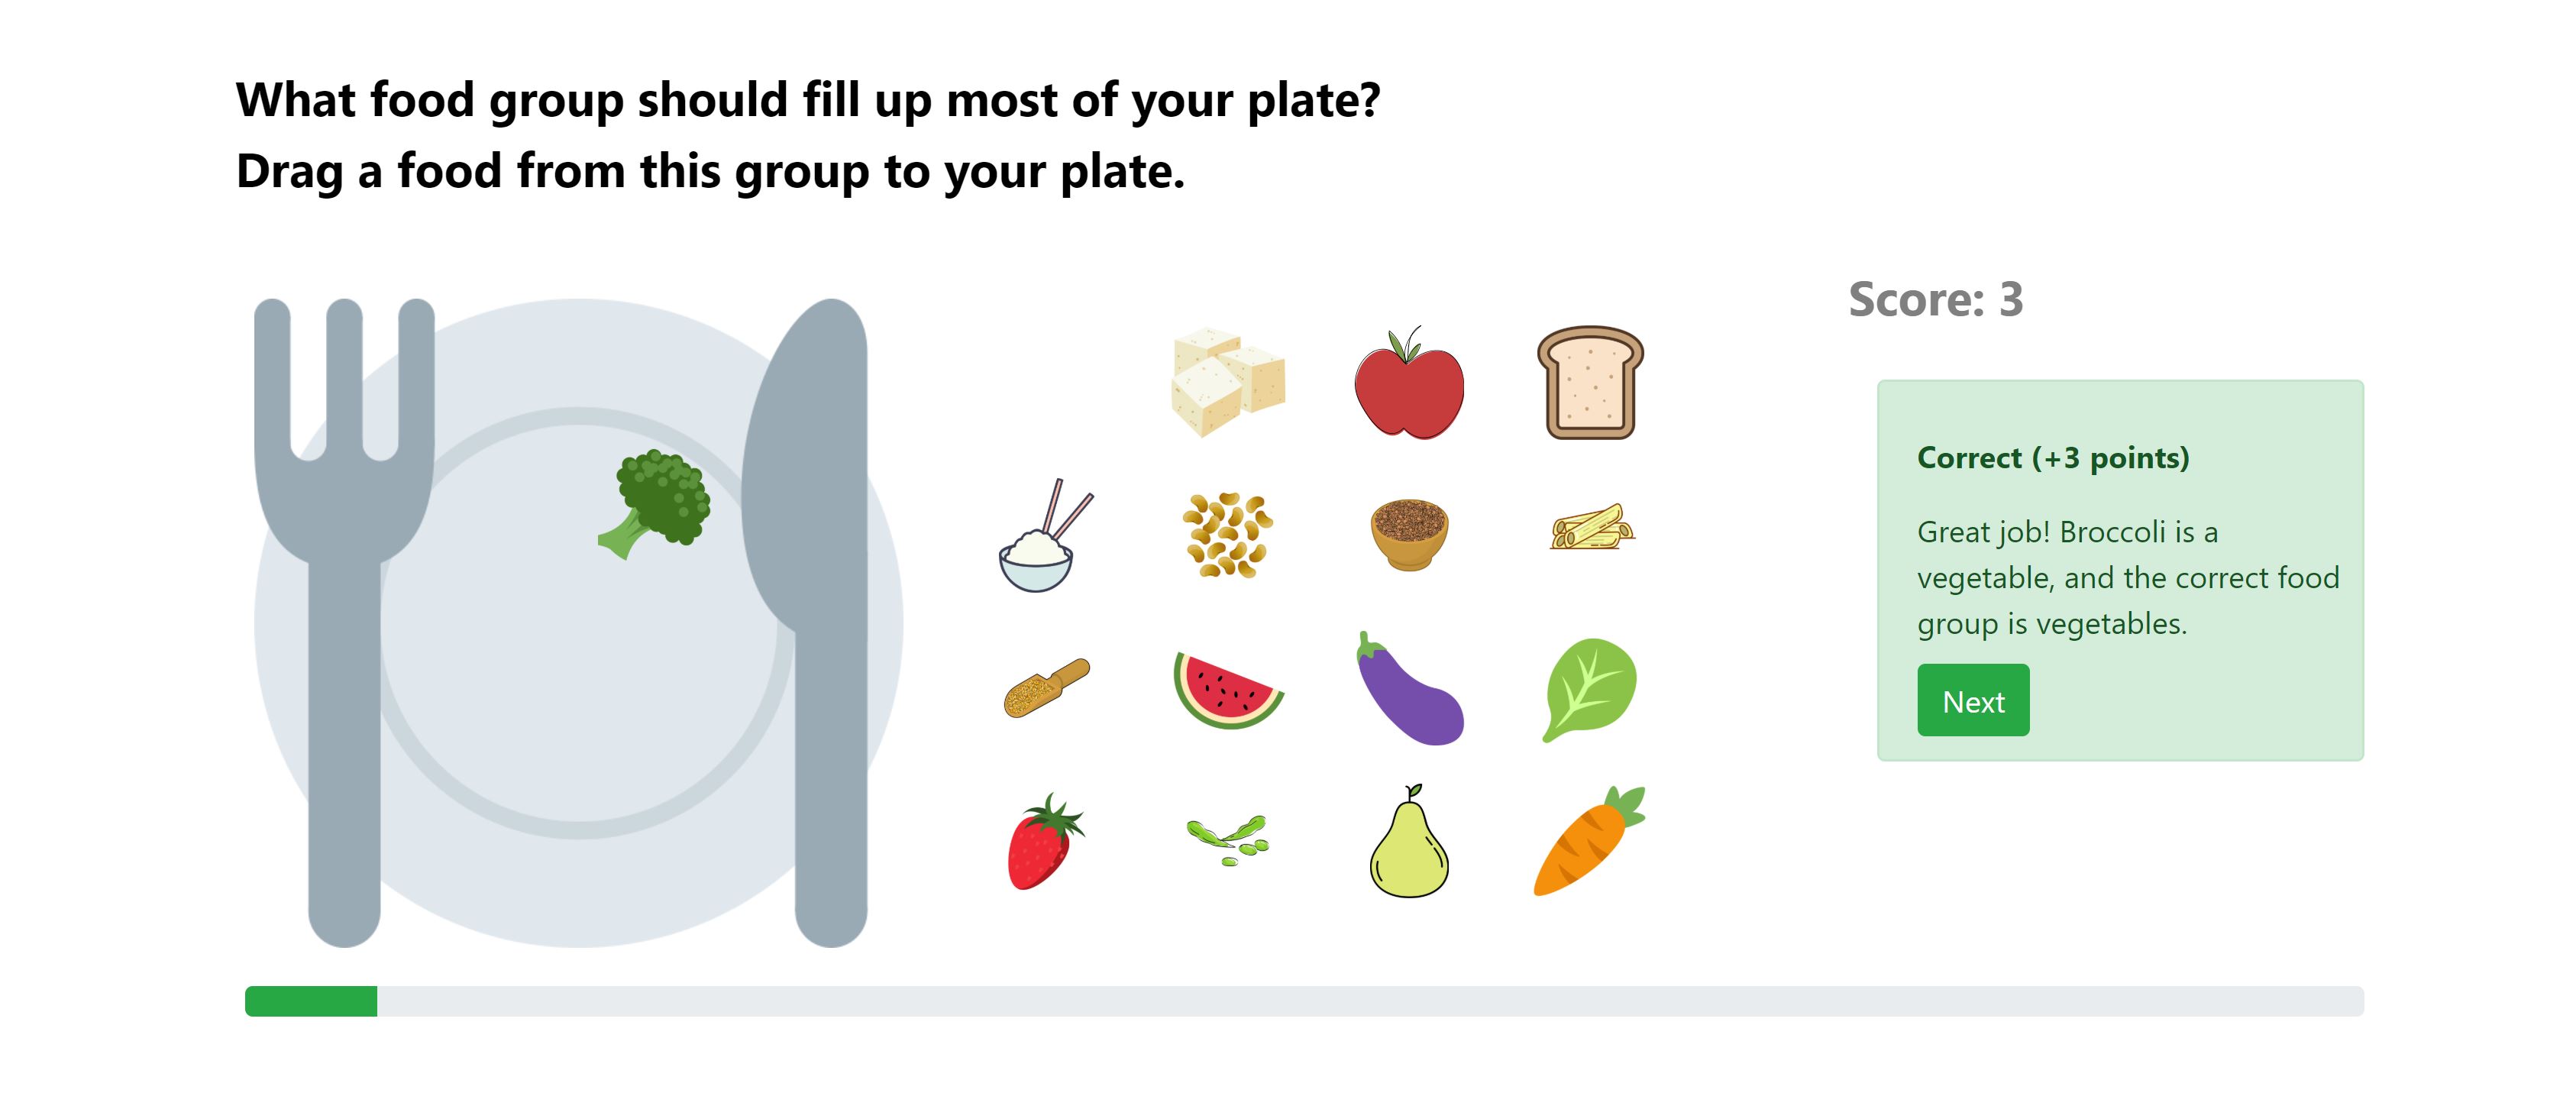 What food group should fill up most of your plate?
Drag a food from this group to your plate.
Score: 3
Correct (+3 points)
Great job! Broccoli is a
vegetable, and the correct food
group is vegetables.
Next